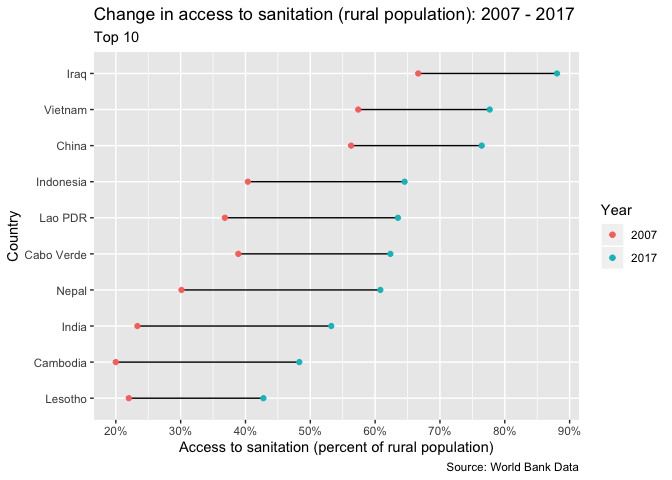 Change in access to sanitation (rural population): 2007 - 2017
Top 10
Country
Iraq
Vietnam
China
Indonesia
Lao PDR
Cabo Verde
Nepal
India
Cambodia
Lesotho
20% 30% 40% 50% 60% 70% 80% 90%
Access to sanitation (percent of rural population)
Year
2007
2017
Source: World Bank Data